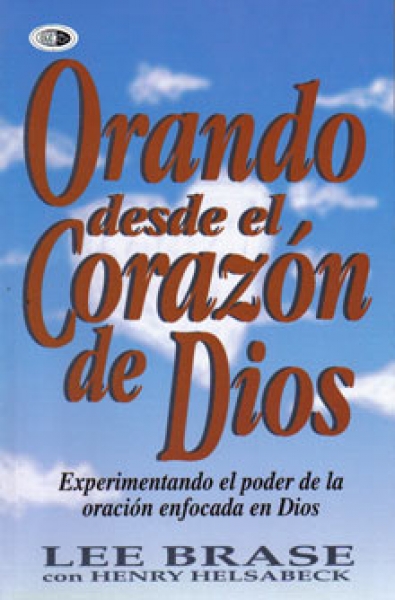 Orando
desde el
Corazón
de Dios
Experimentando el poder de la
oración enfocada en Dios
LEE BRASE
con HENRY HELSABECK